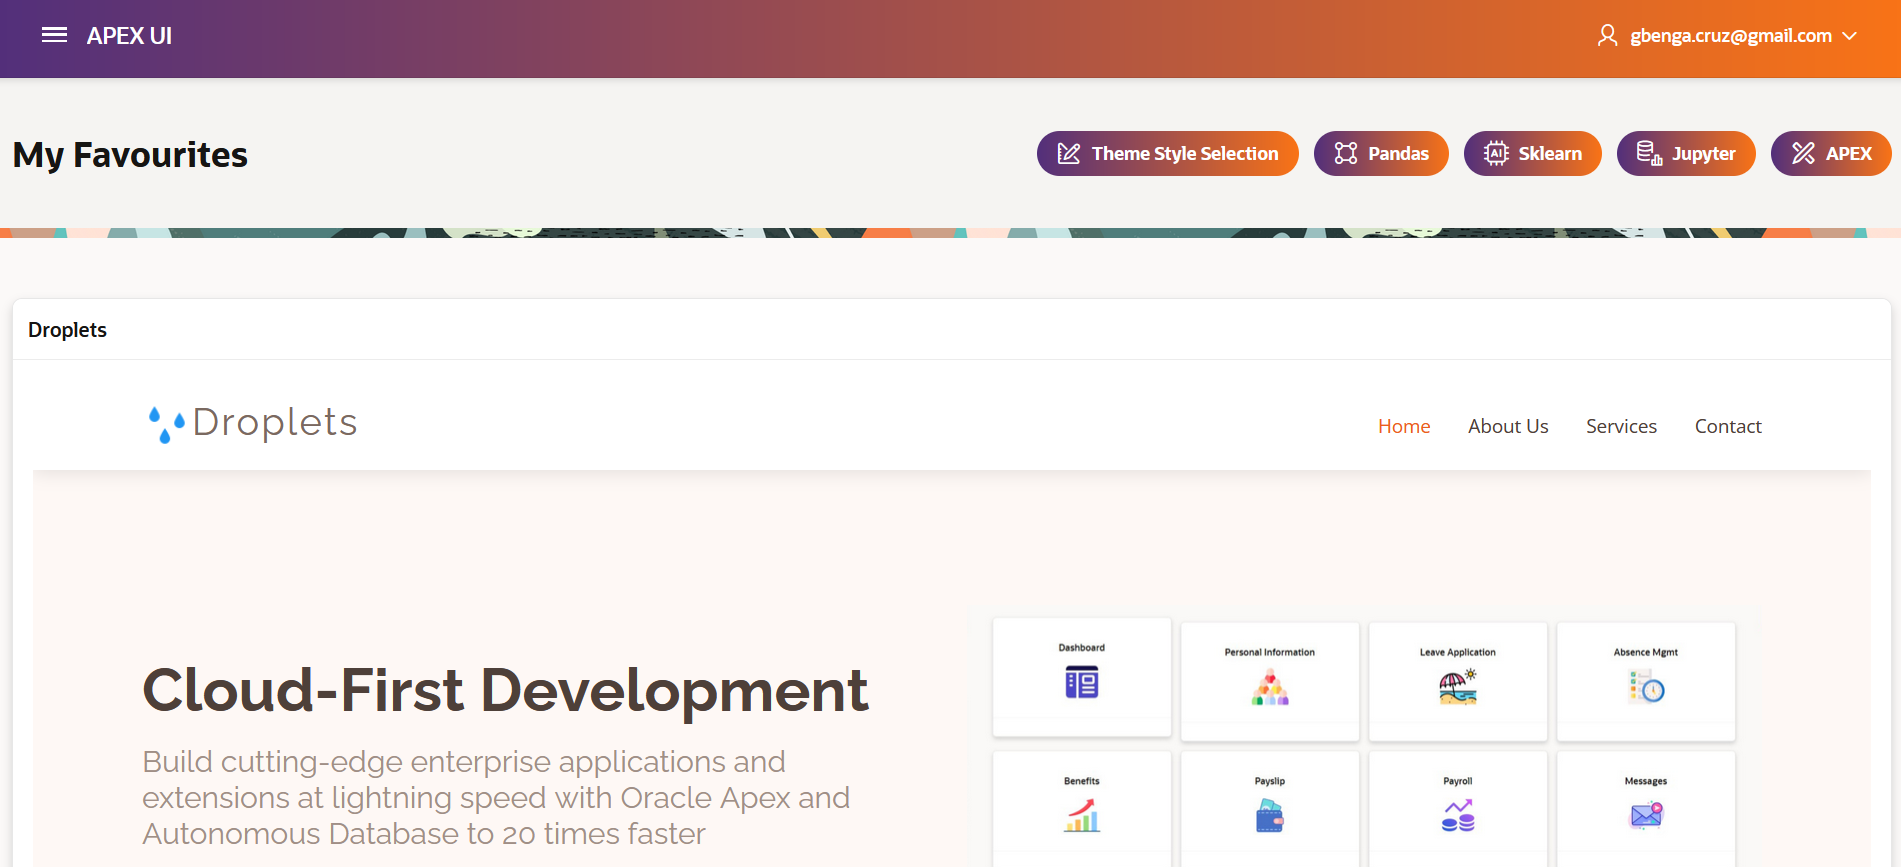 APEX UI
gbenga.cruz@gmail.com
My Favourites
Theme Style Selection
Pandas
AI
Sklearn
Jupyter
APEX
Droplets
Droplets
Home
About Us
Services
Contact
Cloud-First Development
Build cutting-edge enterprise applications and
extensions at lightning speed with Oracle Apex and
Autonomous Database to 20 times faster
Dashboard
Personal Information
Leave Application
Absence Mgmt
Benefits
Payslip
Payroll
Messages